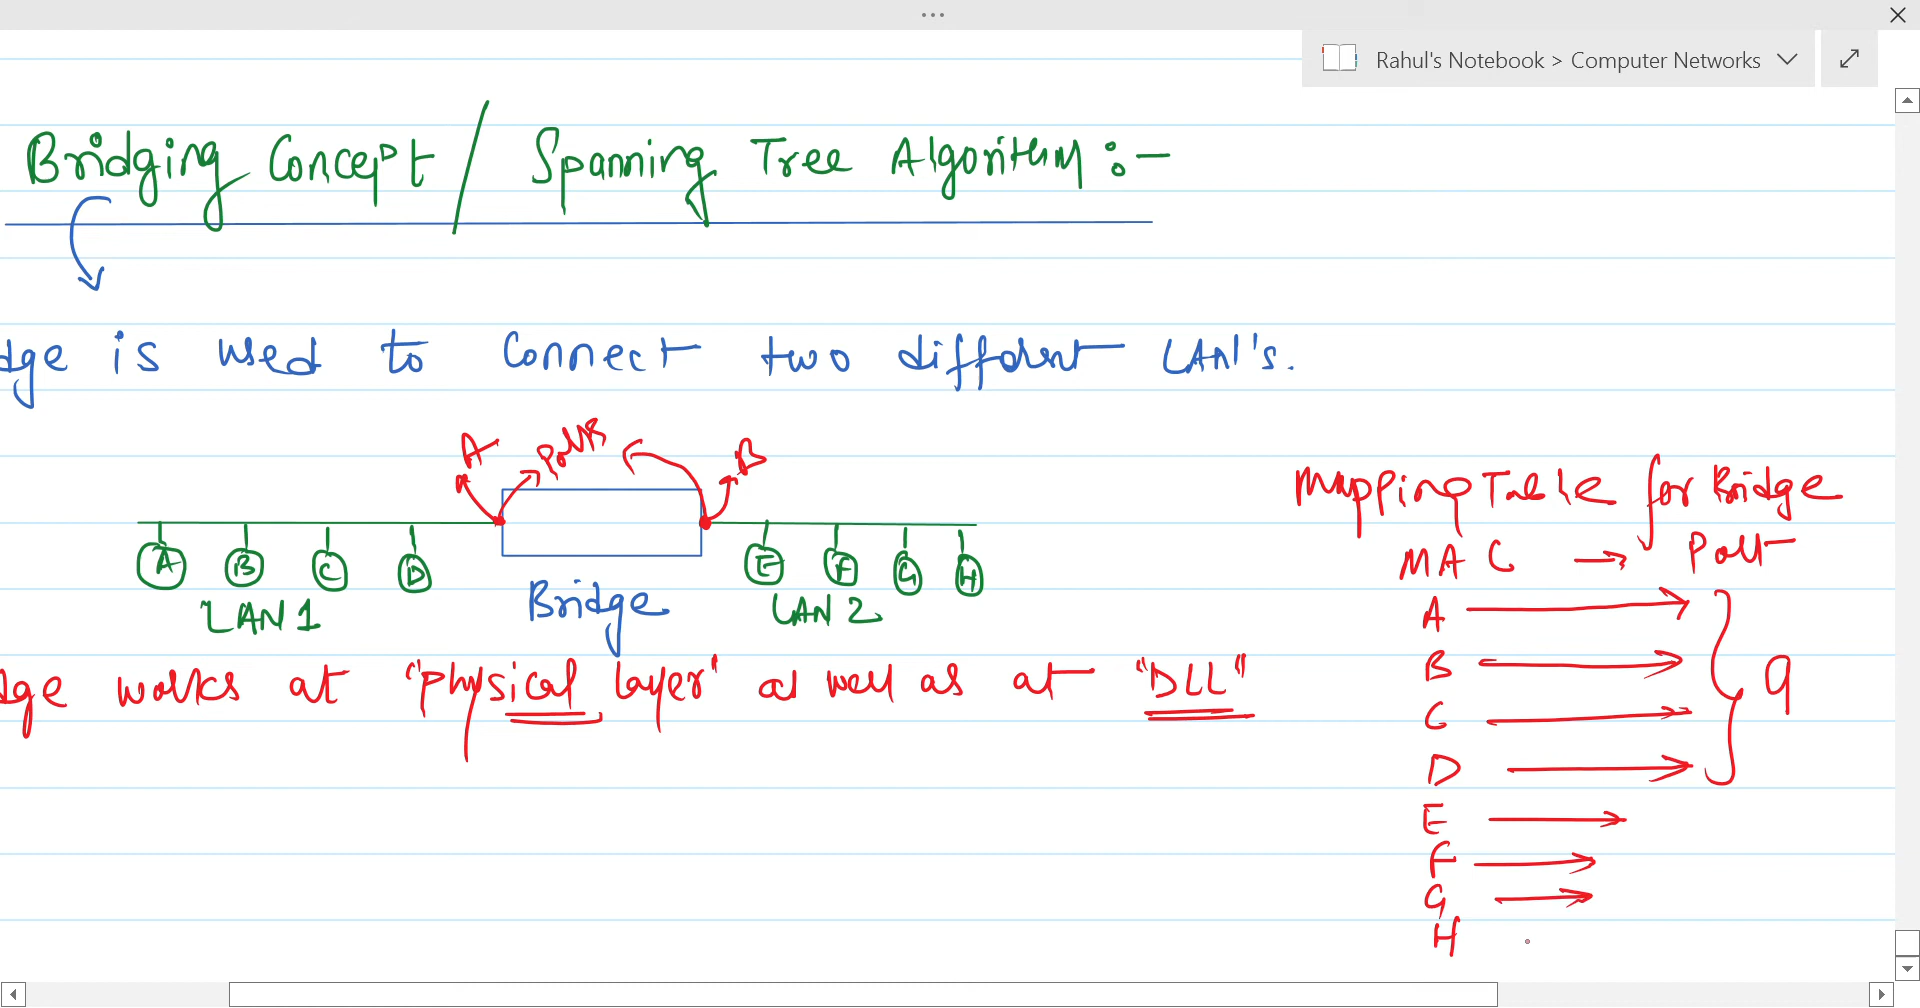 Rahul's Notebook > Computer Networks
Bridging Concept / Spanning Tree Algorithm :-
dge is used to Connect two different LAN's.
A Ports B
A B C D
E F G H
LAN 1 Bridge LAN 2
dge works at "Physical layer" as well as at "DLL"
Mapping Table for Bridge
MAC → Port
A →
B →
C →
D →
E →
F →
G →
H